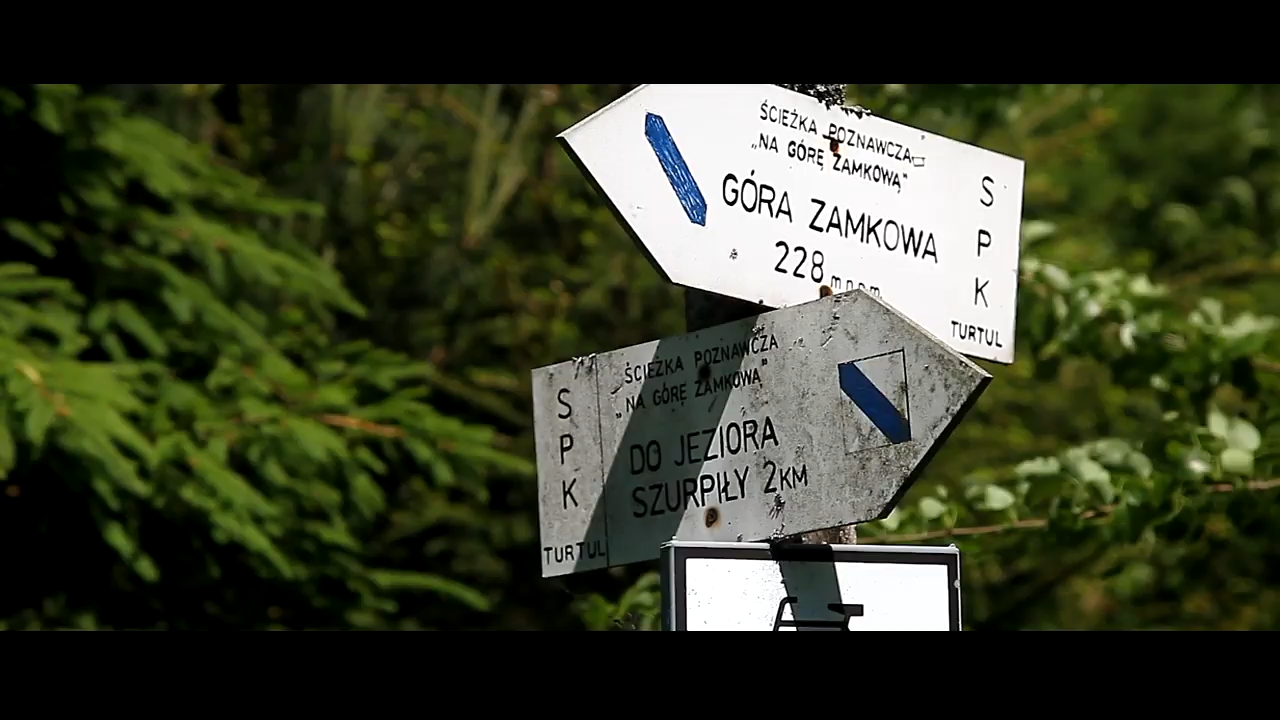 ŚCIEŻKA POZNAWCZA
„NA GÓRĘ ZAMKOWĄ"
GÓRA ZAMKOWA
228 m npm
S
P
K
TURTUL
S
P
K
TURTUL
ŚCIEŻKA POZNAWCZA
„NA GÓRĘ ZAMKOWĄ"
DO JEZIORA
SZURPIŁY 2KM